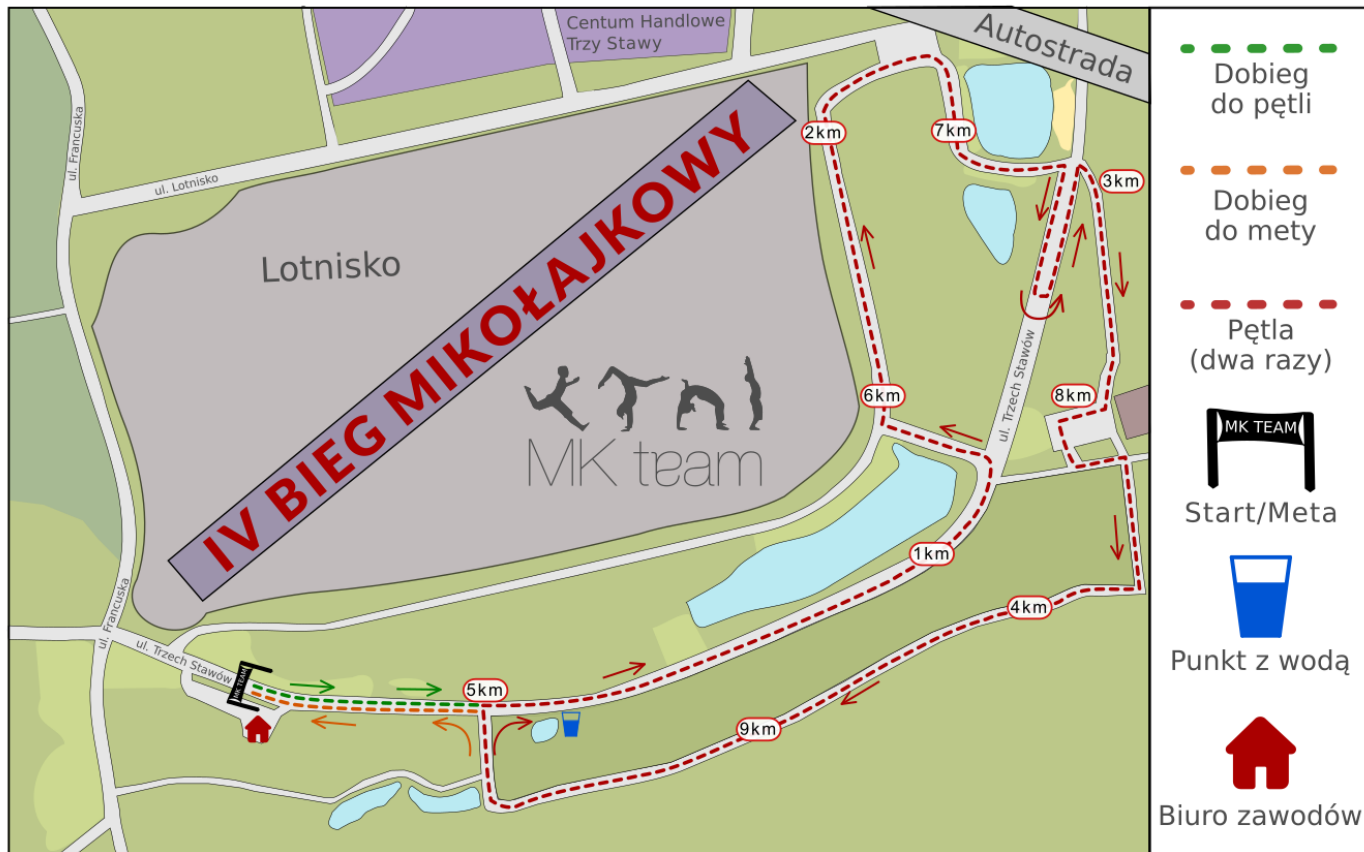 Centum Handlowe
Trzy Stawy
Autostrada
ul. Francuska
ul. Lotnisko
Lotnisko
IV BIEG MIKOŁAJKOWY
MK team
2km
7km
3km
6km
8km
ul. Trzech Stawów
1km
4km
ul. Francuska
ul. Trzech Stawów
MK TEAM
5km
9km
Dobieg
do pętli
Dobieg
do mety
Pętla
(dwa razy)
MK TEAM
Start/Meta
Punkt z wodą
Biuro zawodów